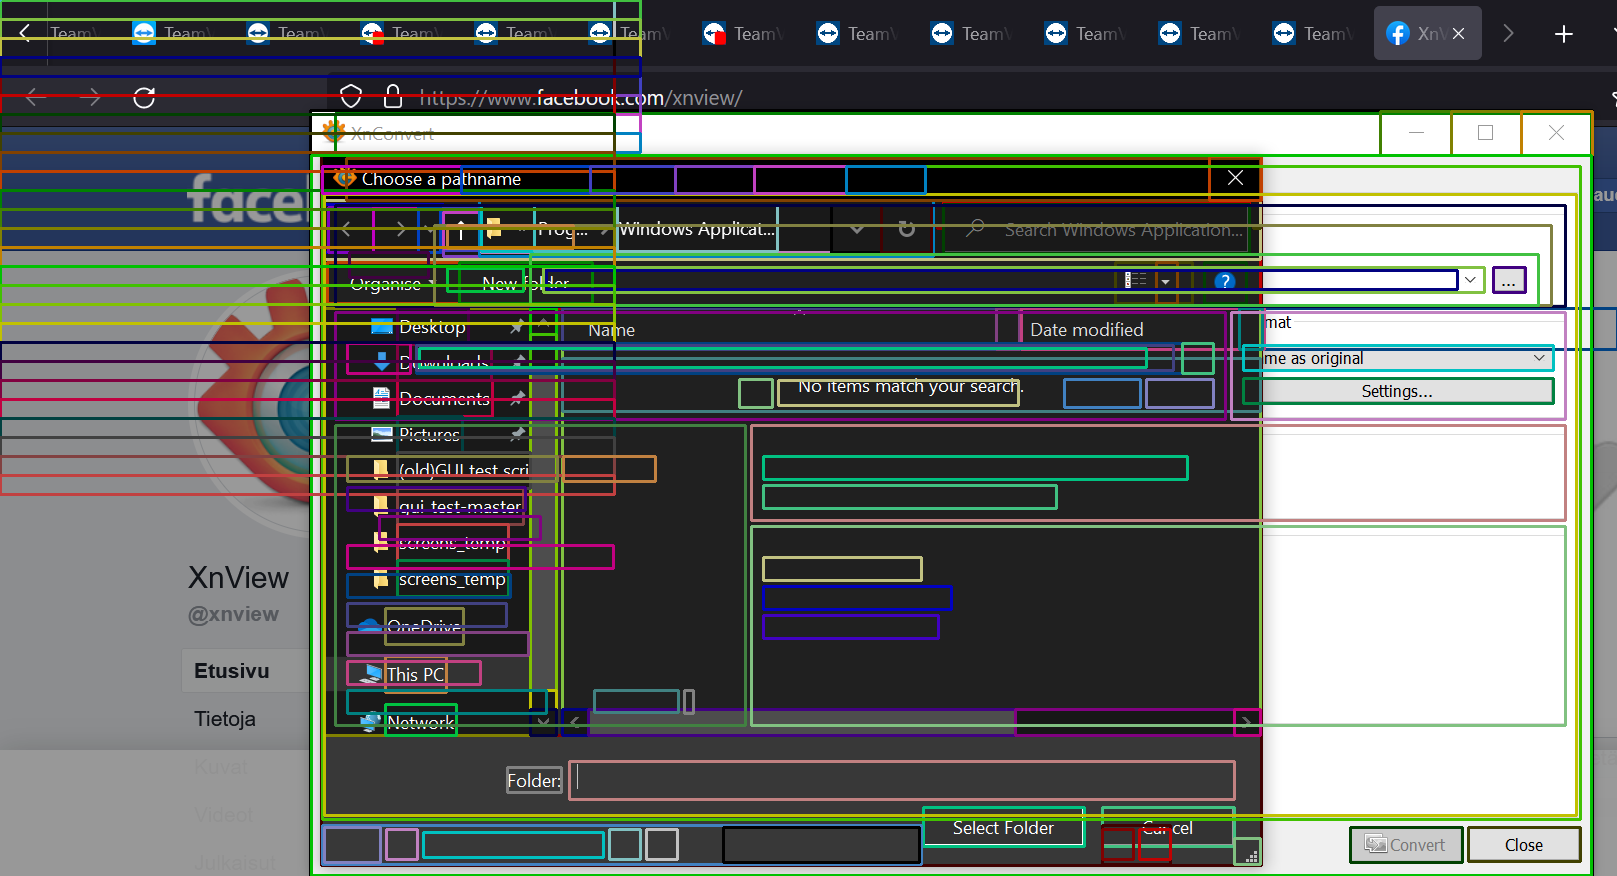 Team Team Team Team Team Team Team Team Team Team Team Team XnV
https://www.facebook.com/xnview/
XnConvert
Choose a pathname
Prog... Windows Applicat... Search Windows Application...
Organise New folder ...
Desktop Name Date modified mat
Downloads me as original
Documents No items match your search. Settings...
Pictures
(old)GUI test scri
gui_test-master
screens_temp
screens_temp
XnView
@xnview
OneDrive
Etusivu This PC
Tietoja Network
Kuvat
Folder:
Videot
Select Folder Cancel
Julkaisut Convert Close